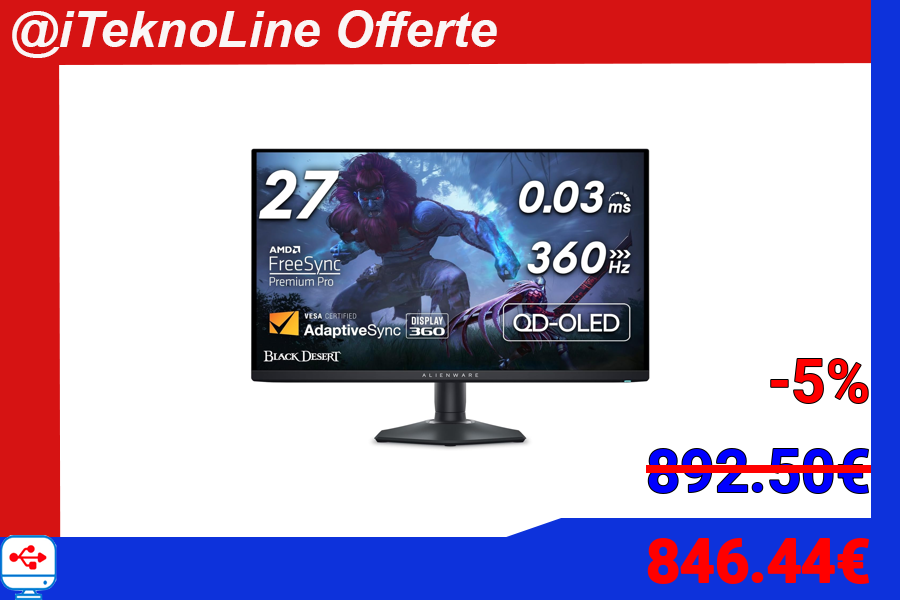 @iTeknoLine Offerte
27
0.03 ms
AMD
FreeSync
Premium Pro
360 Hz
VESA CERTIFIED
AdaptiveSync
DISPLAY
360
QD-OLED
BLACK DESERT
ALIENWARE
-5%
892.50€
846.44€